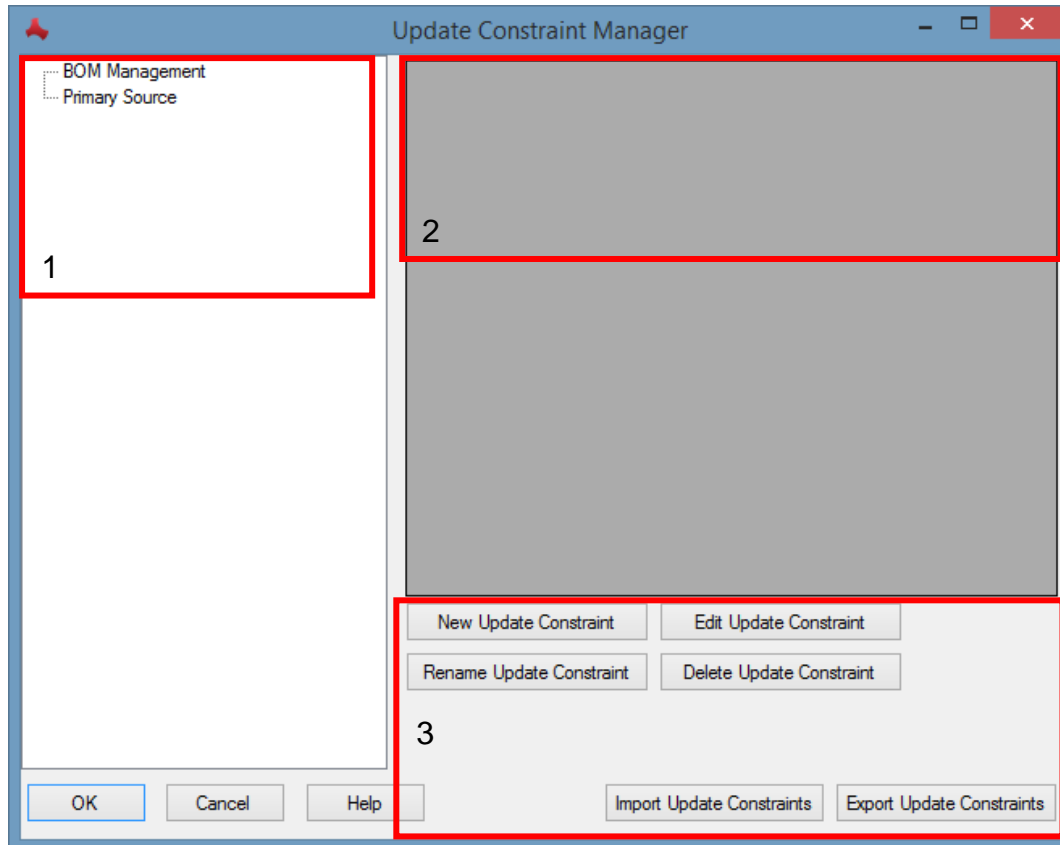 Update Constraint Manager
BOM Management
Primary Source
1
2
New Update Constraint
Edit Update Constraint
Rename Update Constraint
Delete Update Constraint
3
OK
Cancel
Help
Import Update Constraints
Export Update Constraints